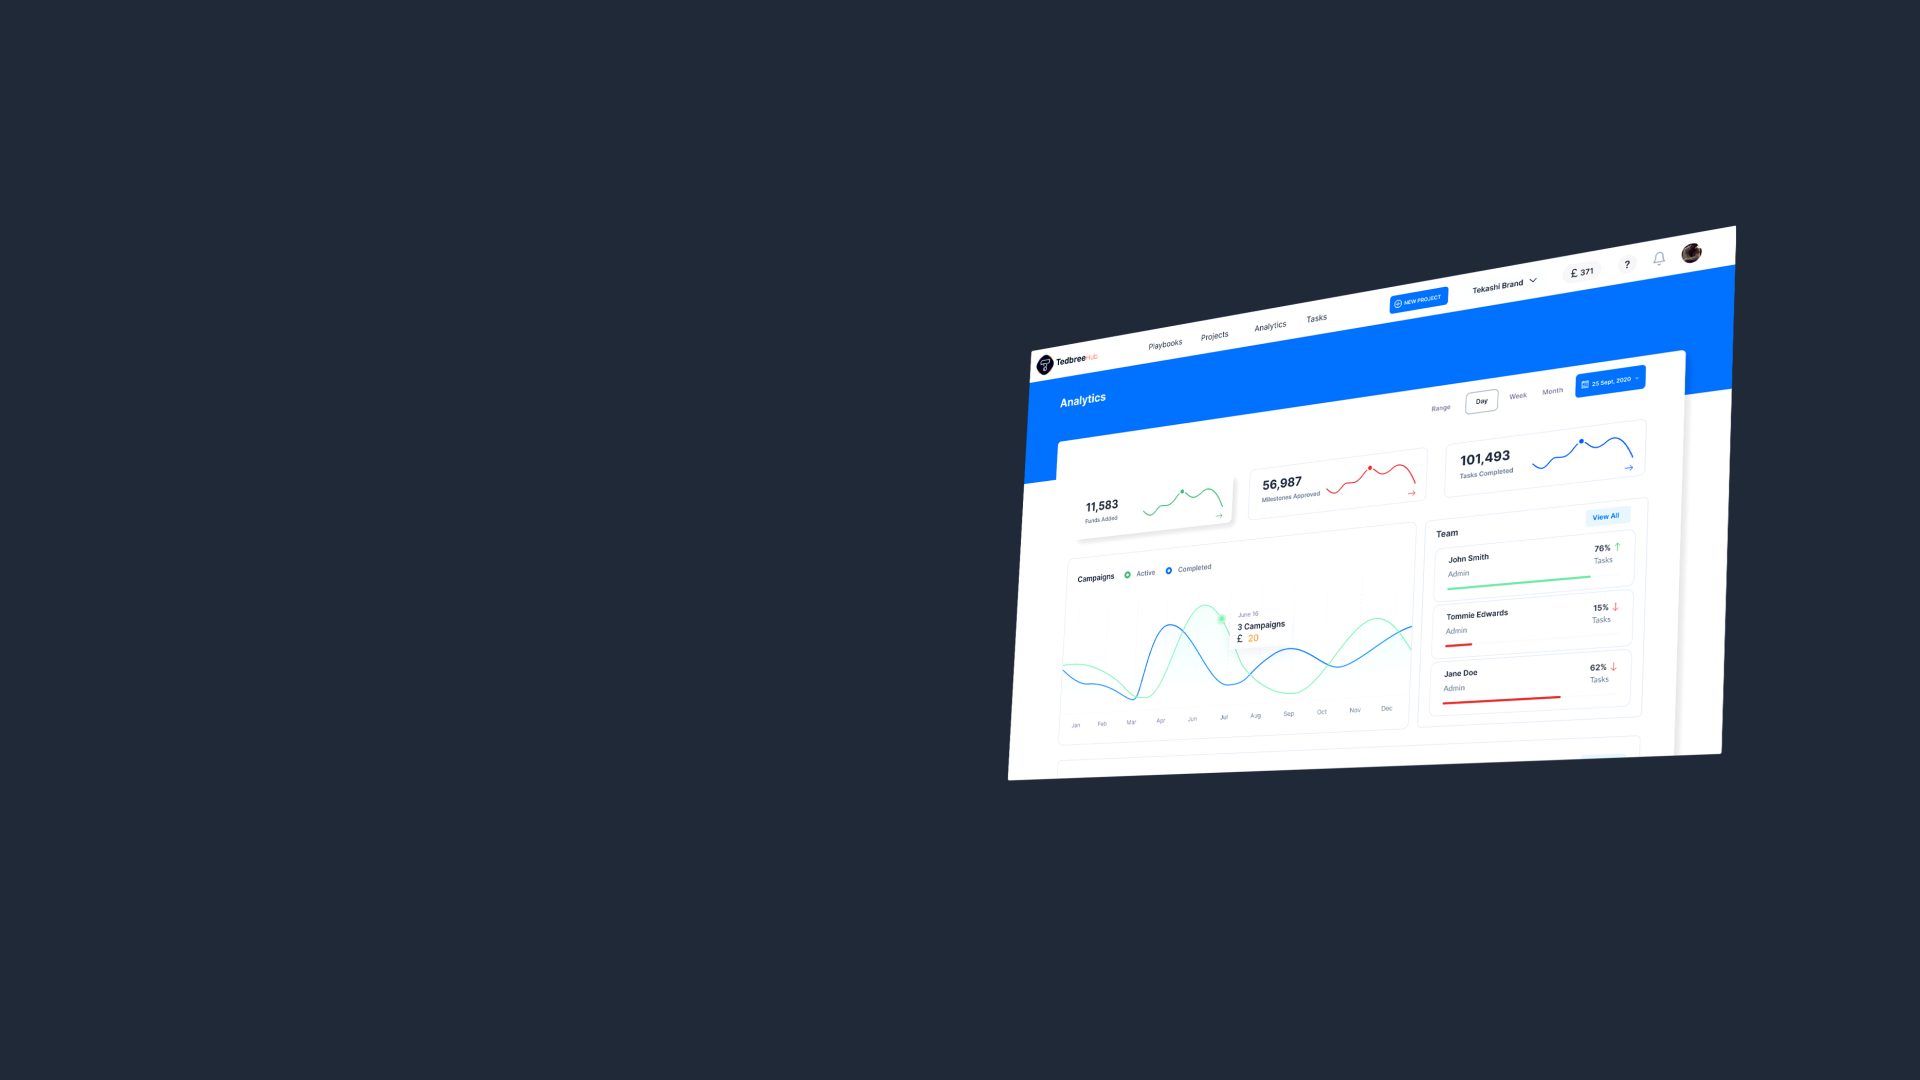 TedbreeHub
Playbooks
Projects
Analytics
Tasks
NEW PROJECT
Tekashi Brand
£ 371
?
Analytics
Range
Day
Week
Month
25 Sept, 2020
11,583
Funds Added
56,987
Milestones Approved
101,493
Tasks Completed
Campaigns
Active
Completed
June 16
3 Campaigns
£ 20
Jan
Feb
Mar
Apr
Jun
Jul
Aug
Sep
Oct
Nov
Dec
Team
View All
John Smith
76%
Admin
Tasks
Tommie Edwards
15%
Admin
Tasks
Jane Doe
62%
Admin
Tasks